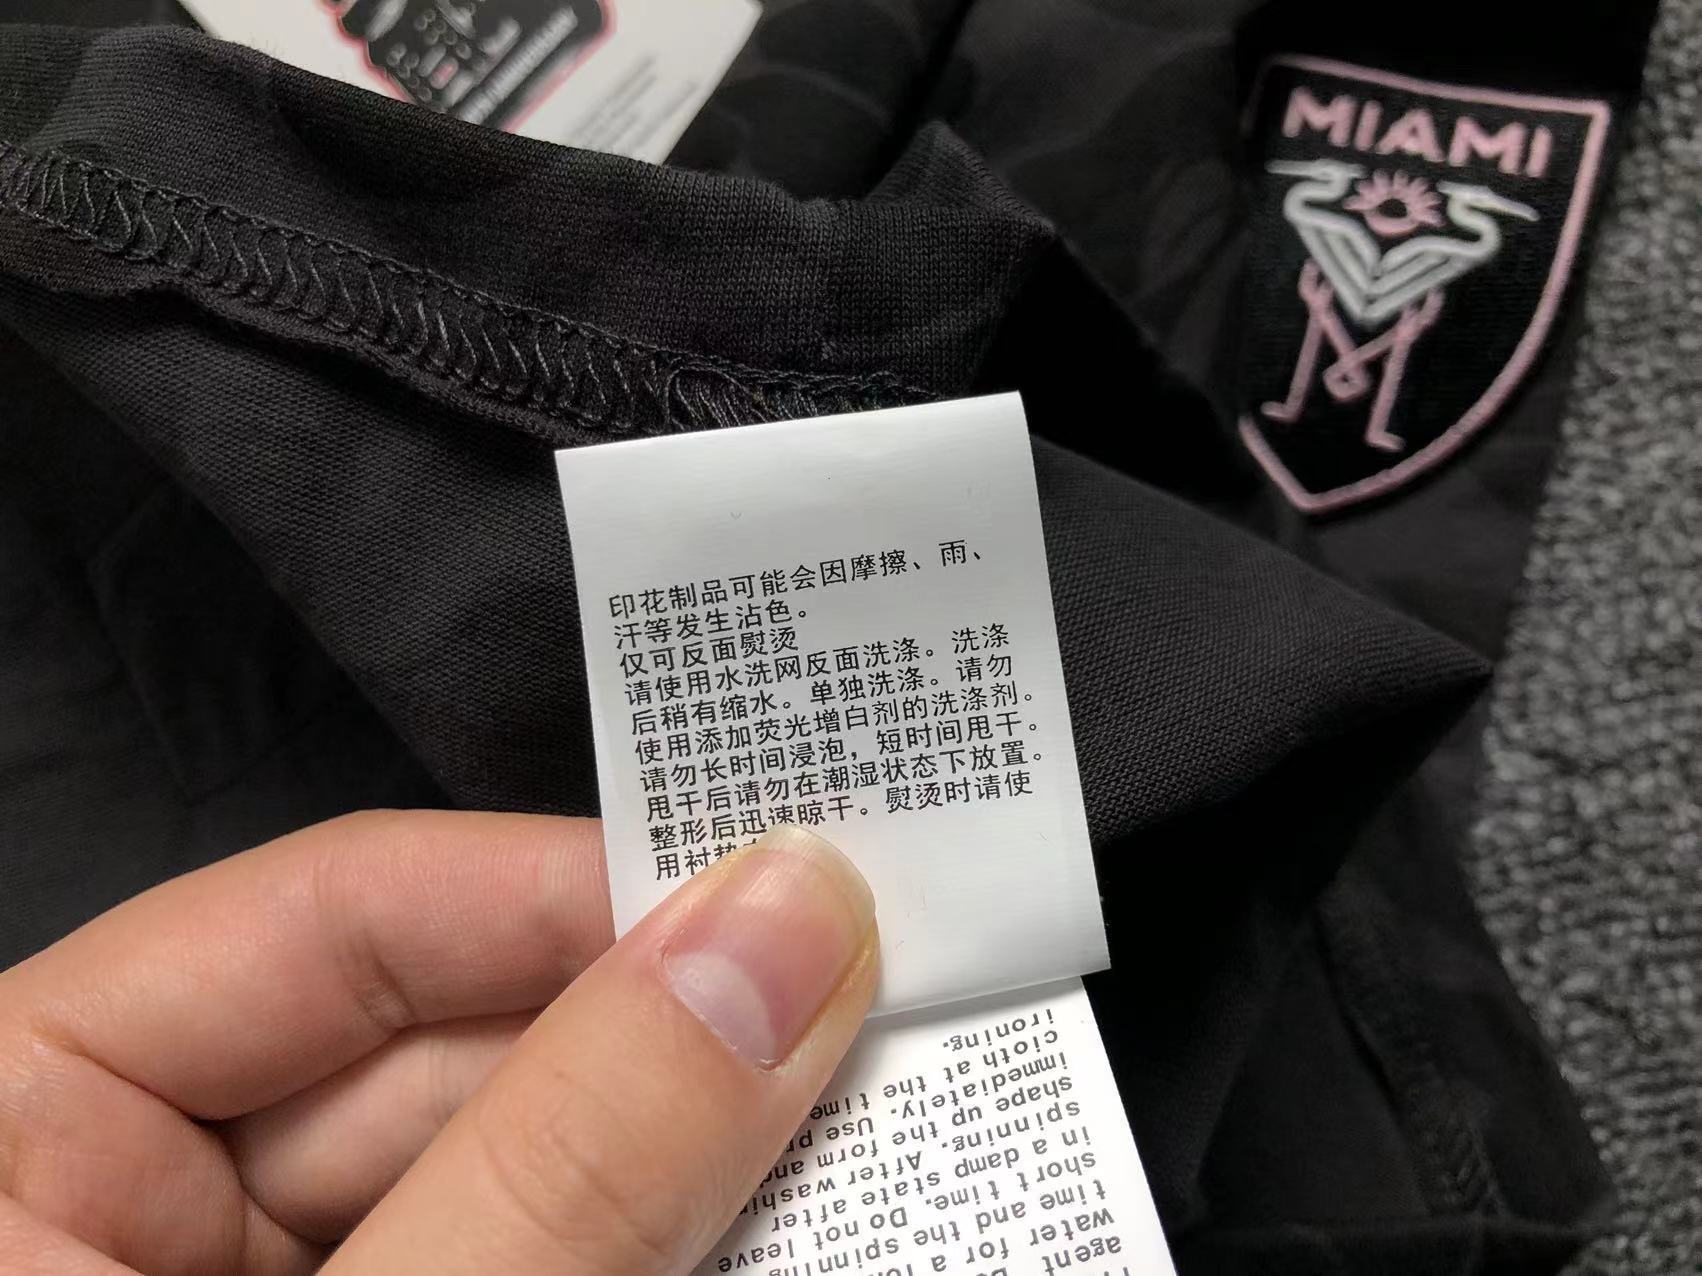 MIAMI
印花制品可能会因摩擦、雨、
汗等发生沾色。
仅可反面熨烫
请使用水洗网反面洗涤。洗涤
后稍有缩水。单独洗涤。请勿
使用添加荧光增白剂的洗涤剂。
请勿长时间浸泡，短时间甩干。
甩干后请勿在潮湿状态下放置。
整形后迅速晾干。熨烫时请使
用衬
agent
water for a
time and the spinning
short time. Do not leave
in a damp state after
spinning. After
shape up the form and
immediately. Use
cloth at the time
ironing.